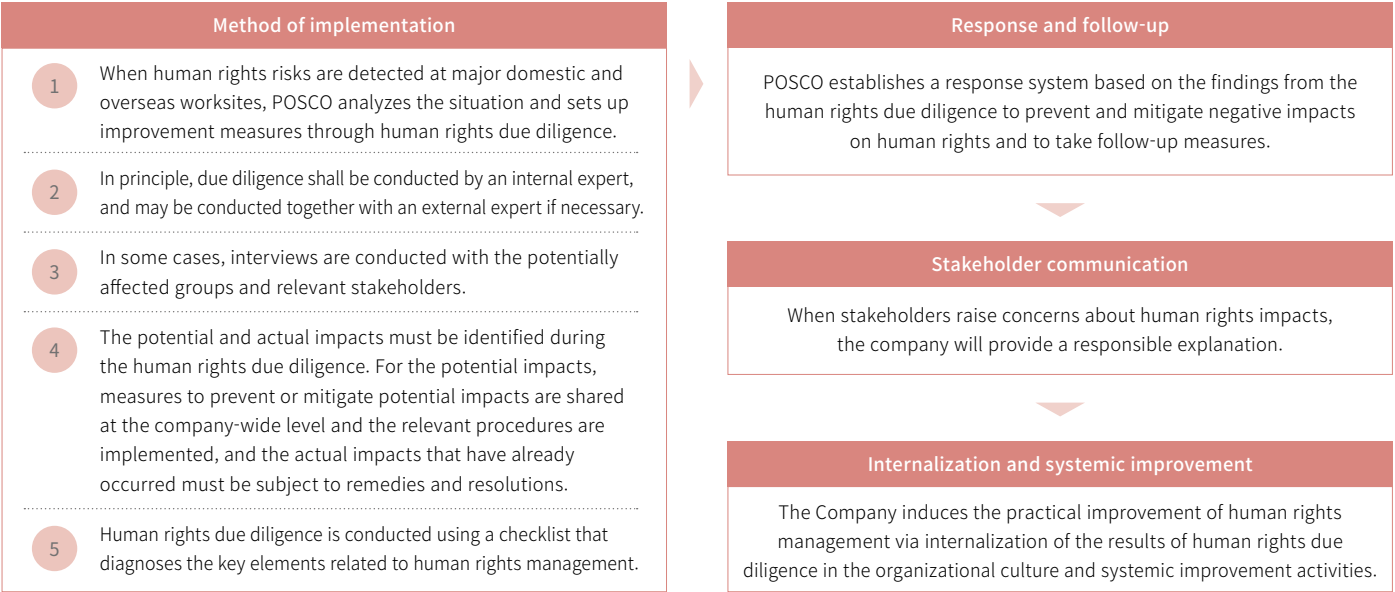 Method of implementation
1
When human rights risks are detected at major domestic and
overseas worksites, POSCO analyzes the situation and sets up
improvement measures through human rights due diligence.
2
In principle, due diligence shall be conducted by an internal expert,
and may be conducted together with an external expert if necessary.
3
In some cases, interviews are conducted with the potentially
affected groups and relevant stakeholders.
4
The potential and actual impacts must be identified during
the human rights due diligence. For the potential impacts,
measures to prevent or mitigate potential impacts are shared
at the company-wide level and the relevant procedures are
implemented, and the actual impacts that have already
occurred must be subject to remedies and resolutions.
5
Human rights due diligence is conducted using a checklist that
diagnoses the key elements related to human rights management.
Response and follow-up
POSCO establishes a response system based on the findings from the
human rights due diligence to prevent and mitigate negative impacts
on human rights and to take follow-up measures.
Stakeholder communication
When stakeholders raise concerns about human rights impacts,
the company will provide a responsible explanation.
Internalization and systemic improvement
The Company induces the practical improvement of human rights
management via internalization of the results of human rights due
diligence in the organizational culture and systemic improvement activities.